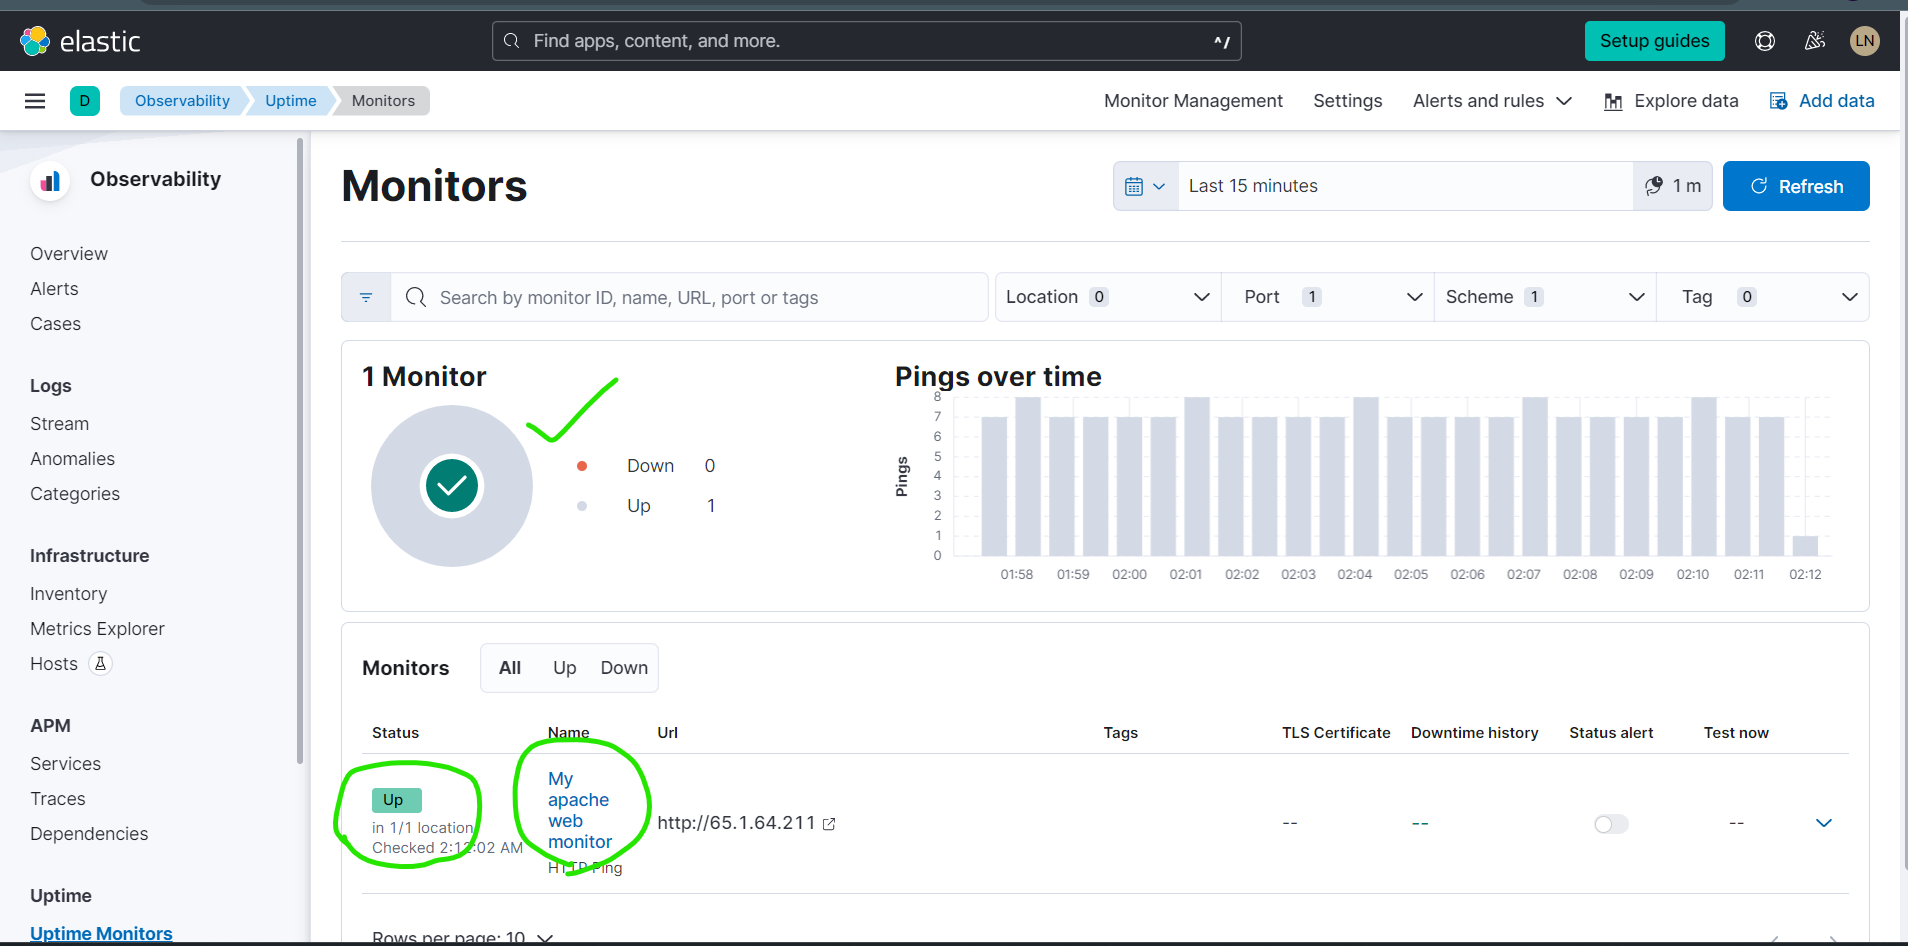 elastic
Find apps, content, and more.
^/
Setup guides
LN
D
Observability
Uptime
Monitors
Monitor Management
Settings
Alerts and rules
Explore data
Add data
Observability
Overview
Alerts
Cases
Logs
Stream
Anomalies
Categories
Infrastructure
Inventory
Metrics Explorer
Hosts
APM
Services
Traces
Dependencies
Uptime
Uptime Monitors
Monitors
Last 15 minutes
1 m
Refresh
Search by monitor ID, name, URL, port or tags
Location 0
Port 1
Scheme 1
Tag 0
1 Monitor
Down 0
Up 1
Pings over time
Pings
8
7
6
5
4
3
2
1
0
01:58 01:59 02:00 02:01 02:02 02:03 02:04 02:05 02:06 02:07 02:08 02:09 02:10 02:11 02:12
Monitors
All Up Down
Status Name Url Tags TLS Certificate Downtime history Status alert Test now
Up
in 1/1 location
Checked 2:12:02 AM
My
apache
web
monitor
HTTP Ping
http://65.1.64.211
-- -- --
Rows per page: 10